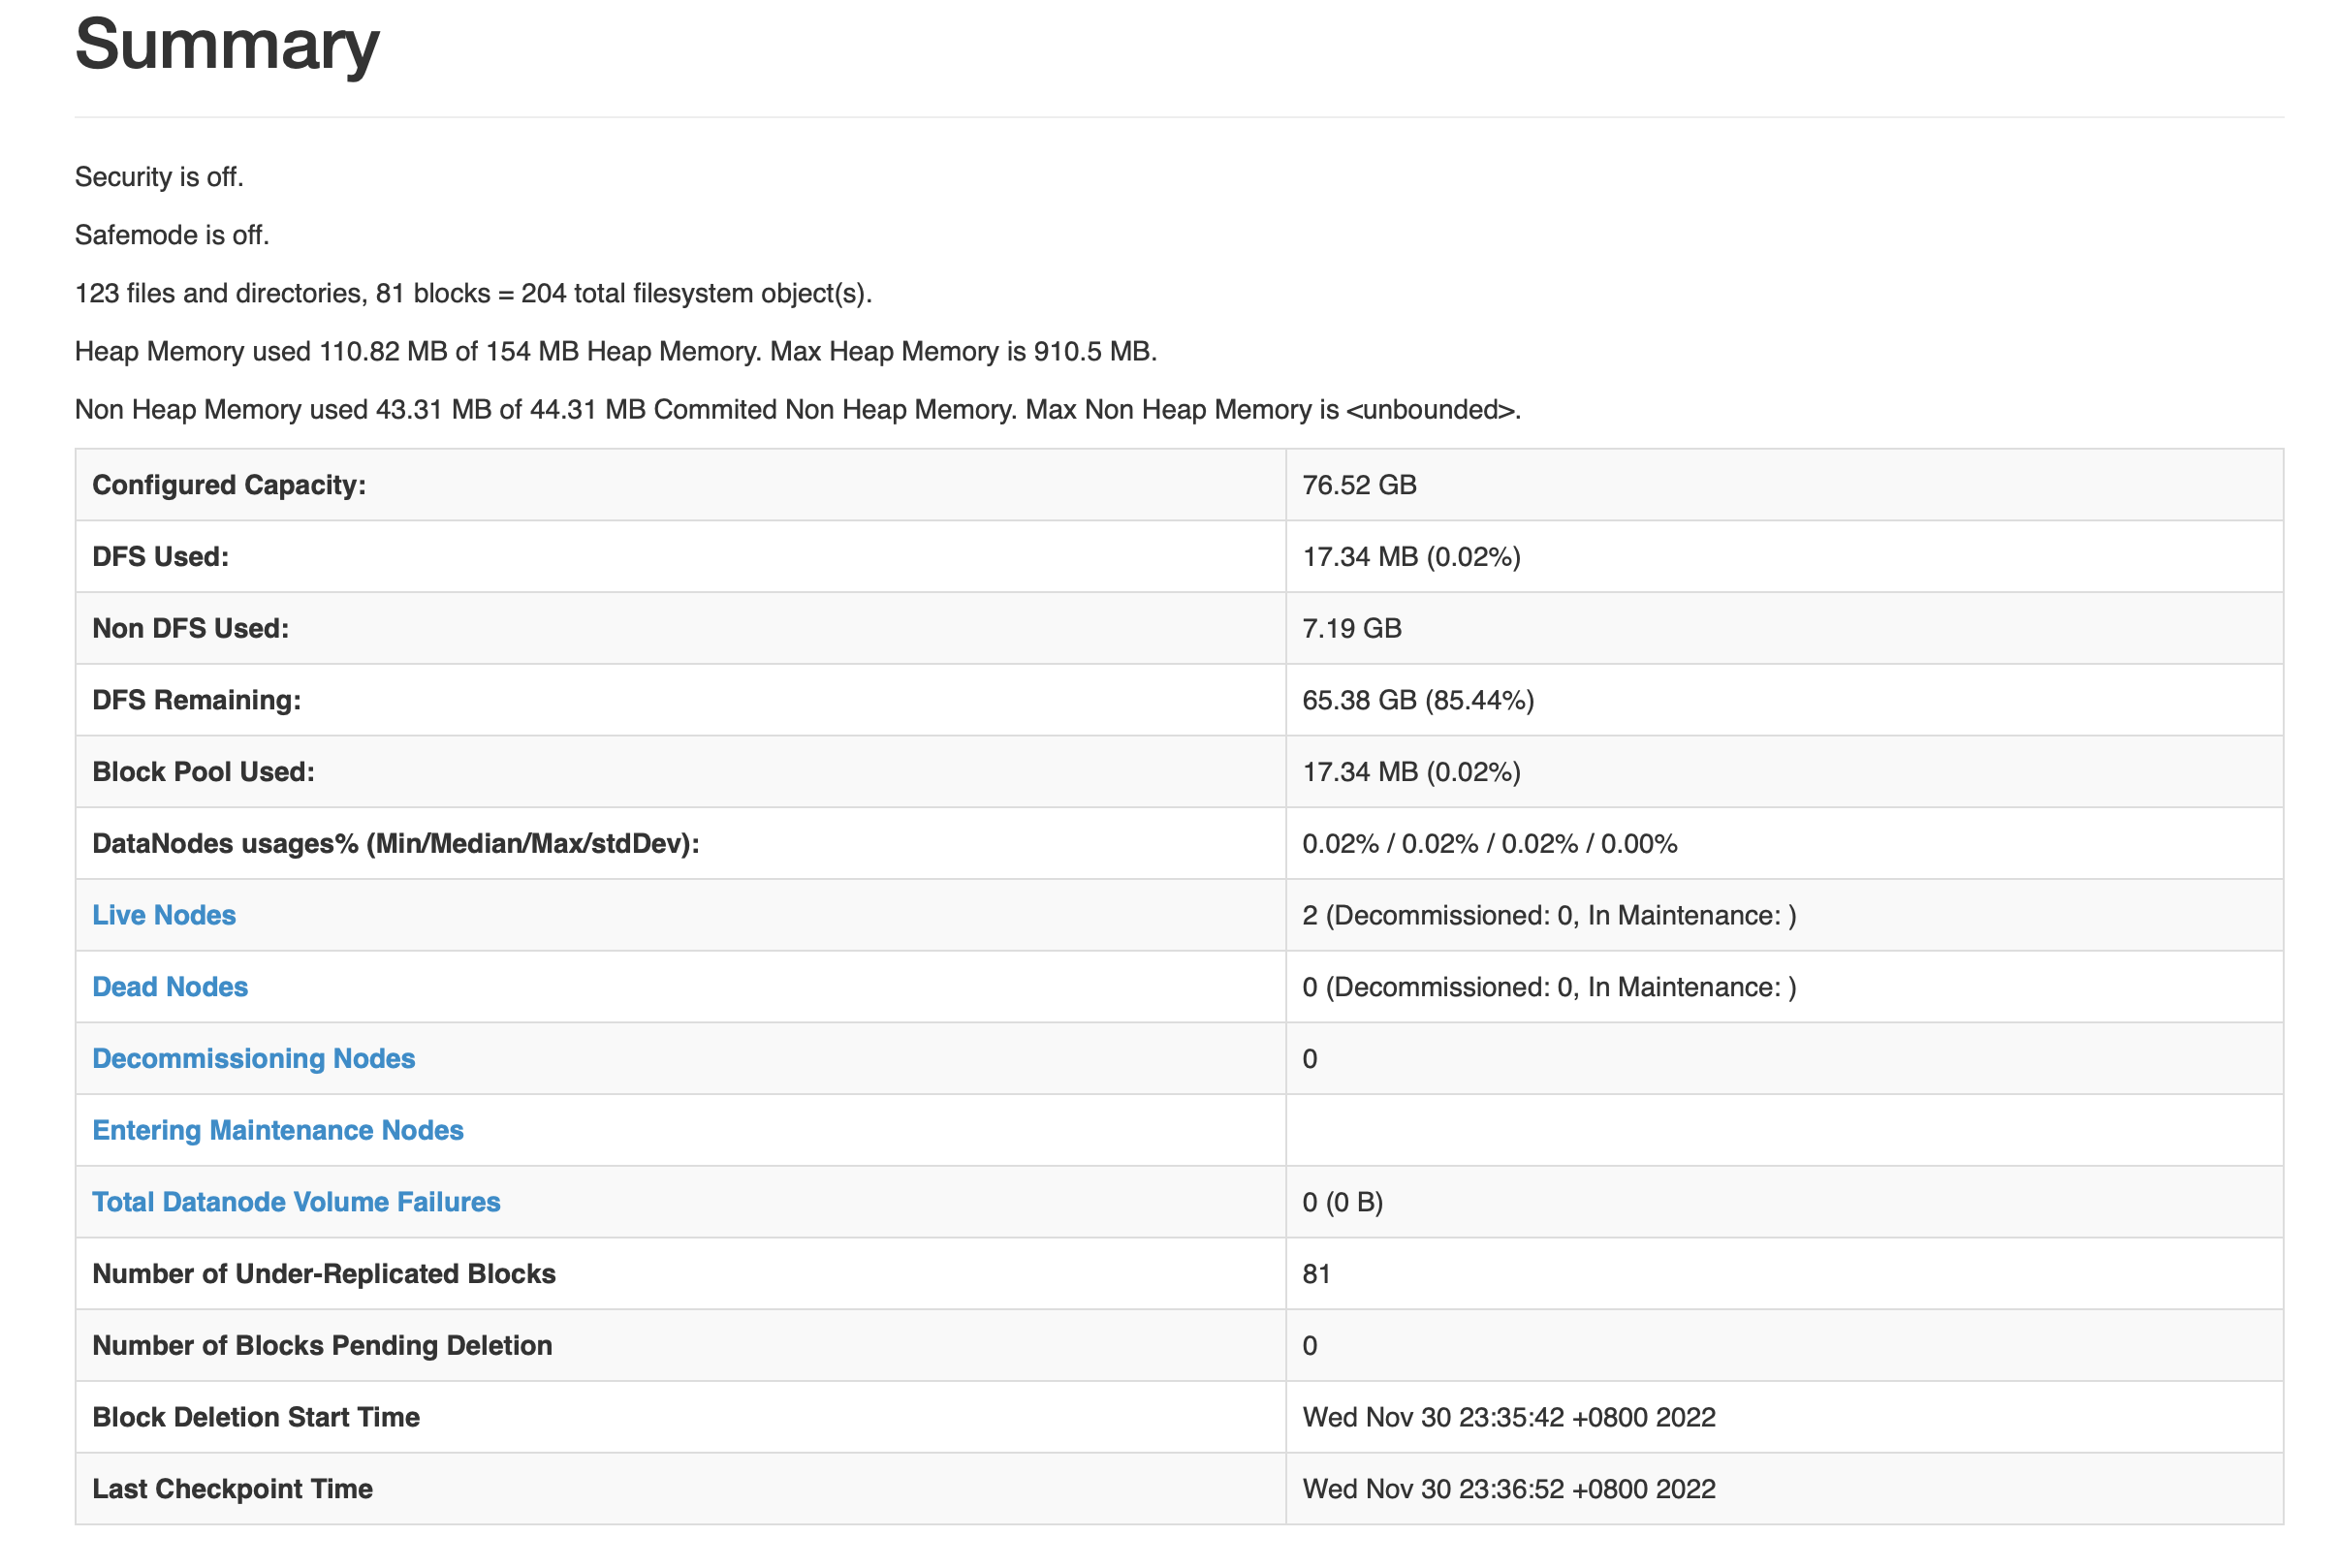 Summary
Security is off.
Safemode is off.
123 files and directories, 81 blocks = 204 total filesystem object(s).
Heap Memory used 110.82 MB of 154 MB Heap Memory. Max Heap Memory is 910.5 MB.
Non Heap Memory used 43.31 MB of 44.31 MB Commited Non Heap Memory. Max Non Heap Memory is <unbounded>.
Configured Capacity: 76.52 GB
DFS Used: 17.34 MB (0.02%)
Non DFS Used: 7.19 GB
DFS Remaining: 65.38 GB (85.44%)
Block Pool Used: 17.34 MB (0.02%)
DataNodes usages% (Min/Median/Max/stdDev): 0.02% / 0.02% / 0.02% / 0.00%
Live Nodes 2 (Decommissioned: 0, In Maintenance: )
Dead Nodes 0 (Decommissioned: 0, In Maintenance: )
Decommissioning Nodes 0
Entering Maintenance Nodes
Total Datanode Volume Failures 0 (0 B)
Number of Under-Replicated Blocks 81
Number of Blocks Pending Deletion 0
Block Deletion Start Time Wed Nov 30 23:35:42 +0800 2022
Last Checkpoint Time Wed Nov 30 23:36:52 +0800 2022